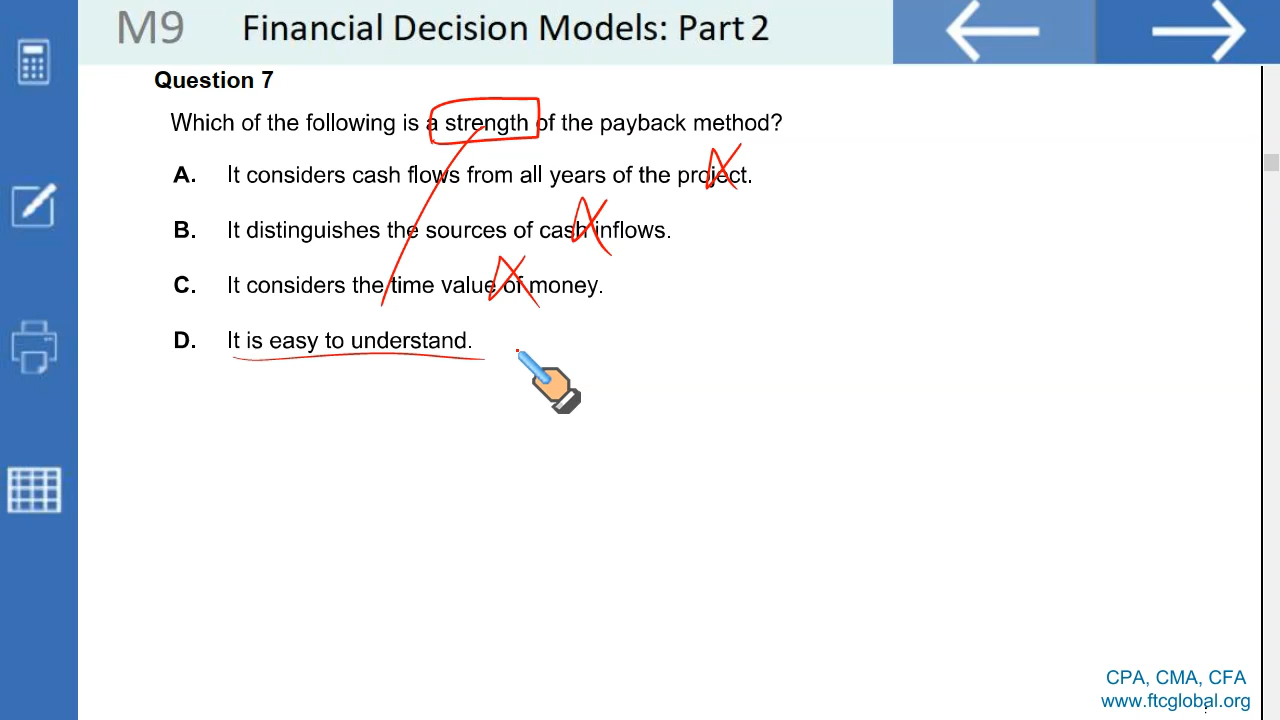 M9 Financial Decision Models: Part 2
Question 7
Which of the following is a strength of the payback method?
A. It considers cash flows from all years of the project.
B. It distinguishes the sources of cash inflows.
C. It considers the time value of money.
D. It is easy to understand.
CPA, CMA, CFA
www.ftcglobal.org